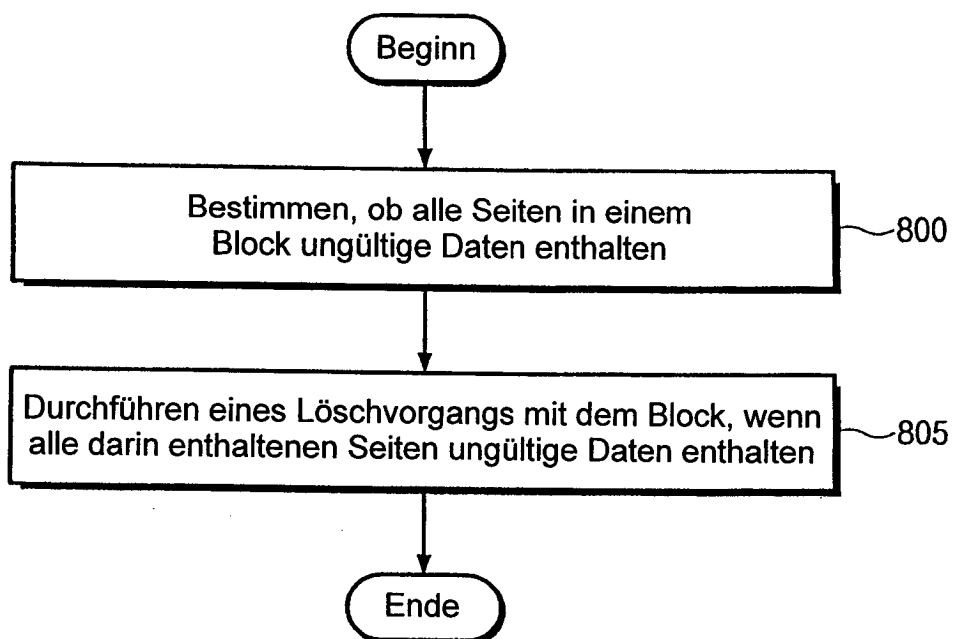 Beginn
Bestimmen, ob alle Seiten in einem
Block ungültige Daten enthalten
800
Durchführen eines Löschvorgangs mit dem Block, wenn
alle darin enthaltenen Seiten ungültige Daten enthalten
805
Ende